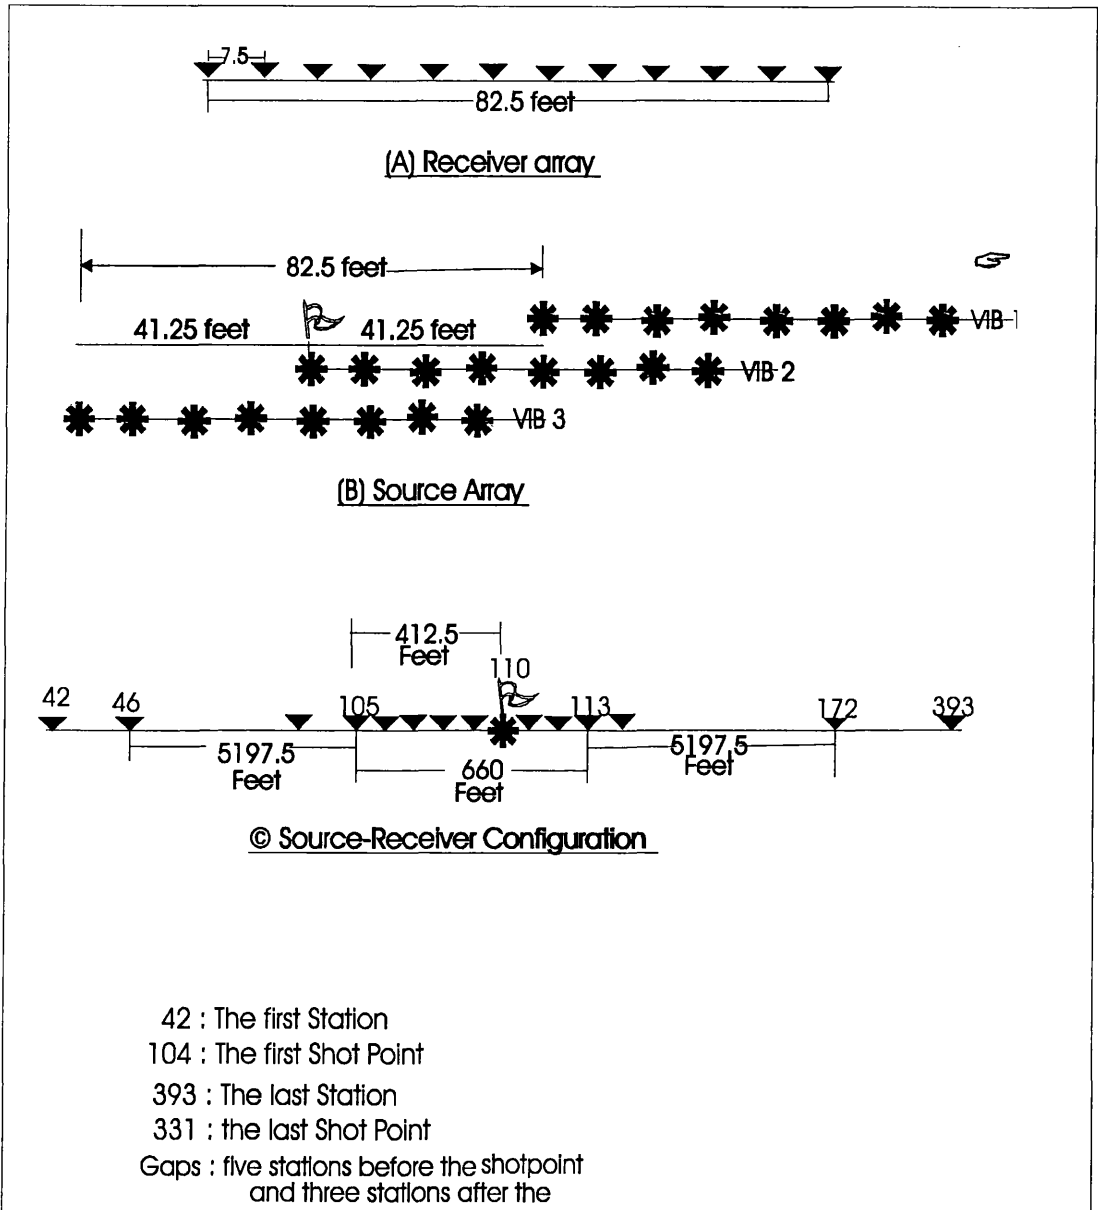 7.5
82.5 feet
(A) Receiver array
82.5 feet
41.25 feet
41.25 feet
VIB-1
VIB 2
VIB 3
(B) Source Array
412.5
Feet
110
42
46
105
113
172
393
5197.5
Feet
660
Feet
5197.5
Feet
© Source-Receiver Configuration
42 : The first Station
104 : The first Shot Point
393 : The last Station
331 : the last Shot Point
Gaps : five stations before the shotpoint
and three stations after the